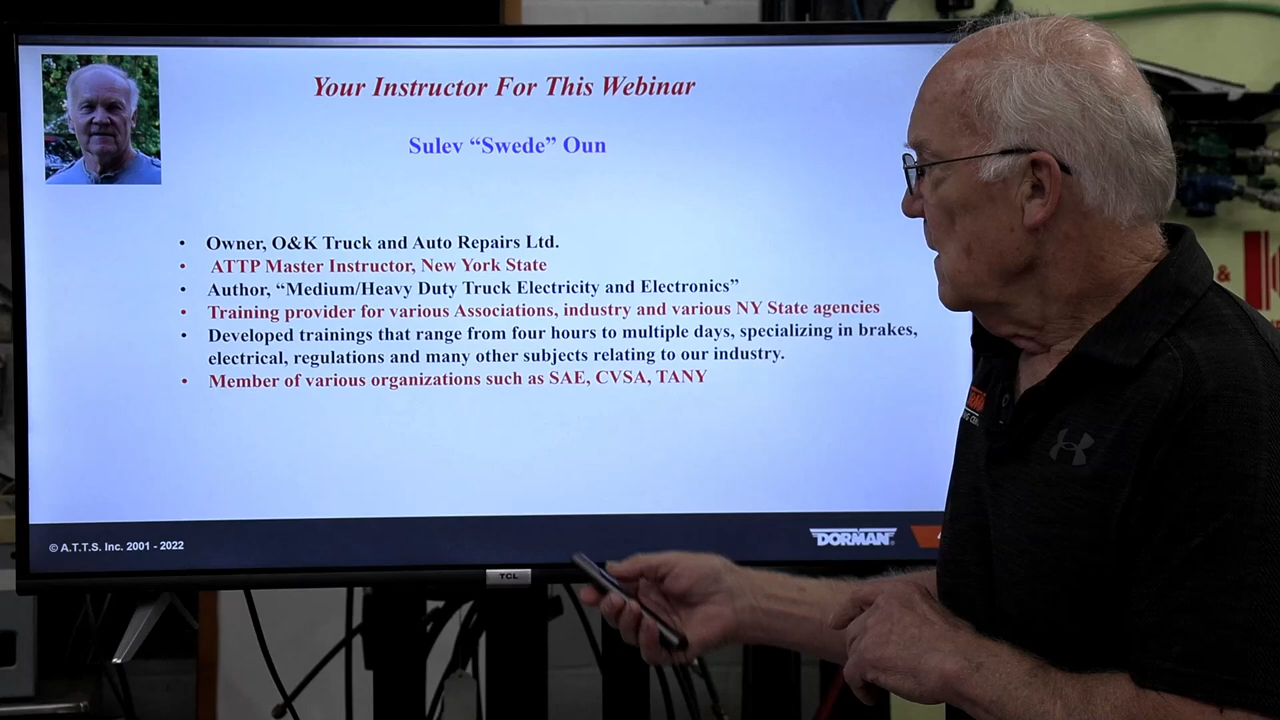 Your Instructor For This Webinar
Sulev “Swede” Oun
• Owner, O&K Truck and Auto Repairs Ltd.
• ATTP Master Instructor, New York State
• Author, “Medium/Heavy Duty Truck Electricity and Electronics”
• Training provider for various Associations, industry and various NY State agencies
• Developed trainings that range from four hours to multiple days, specializing in brakes,
electrical, regulations and many other subjects relating to our industry.
• Member of various organizations such as SAE, CVSA, TANY
© A.T.T.S. Inc. 2001 - 2022
DORMAN
TCL
&